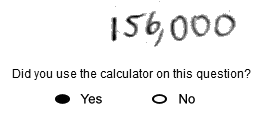 156,000
Did you use the calculator on this question?
Yes No